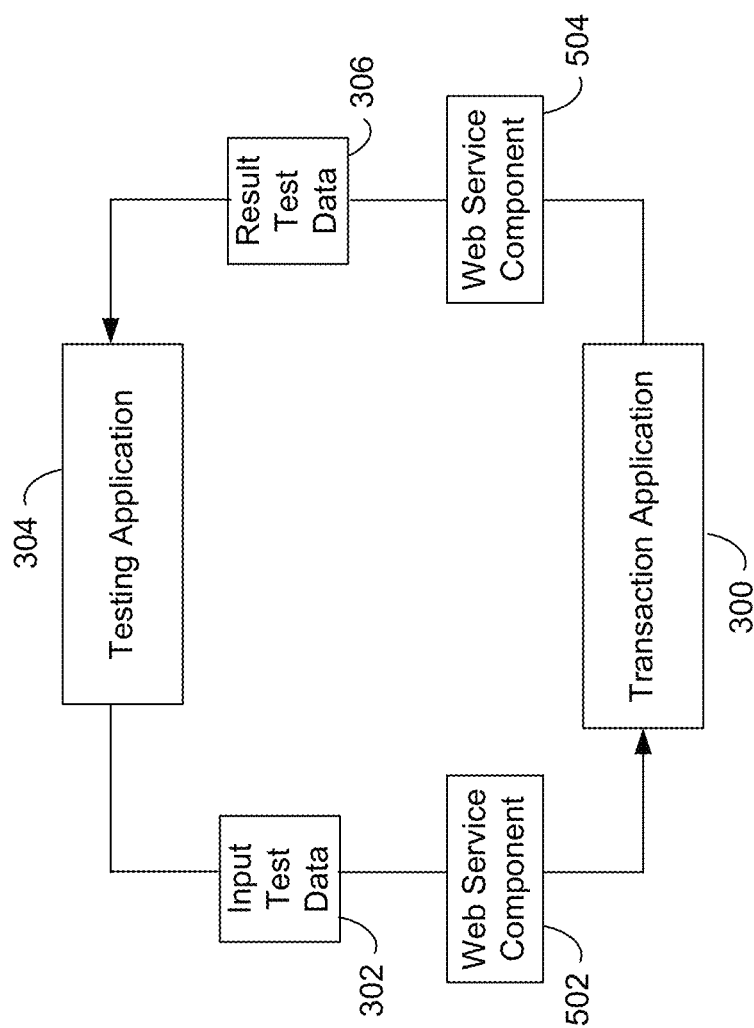 304
Testing Application
Input
Test
Data
302
Result
Test
Data
306
Web Service
Component
502
Web Service
Component
504
Transaction Application
300